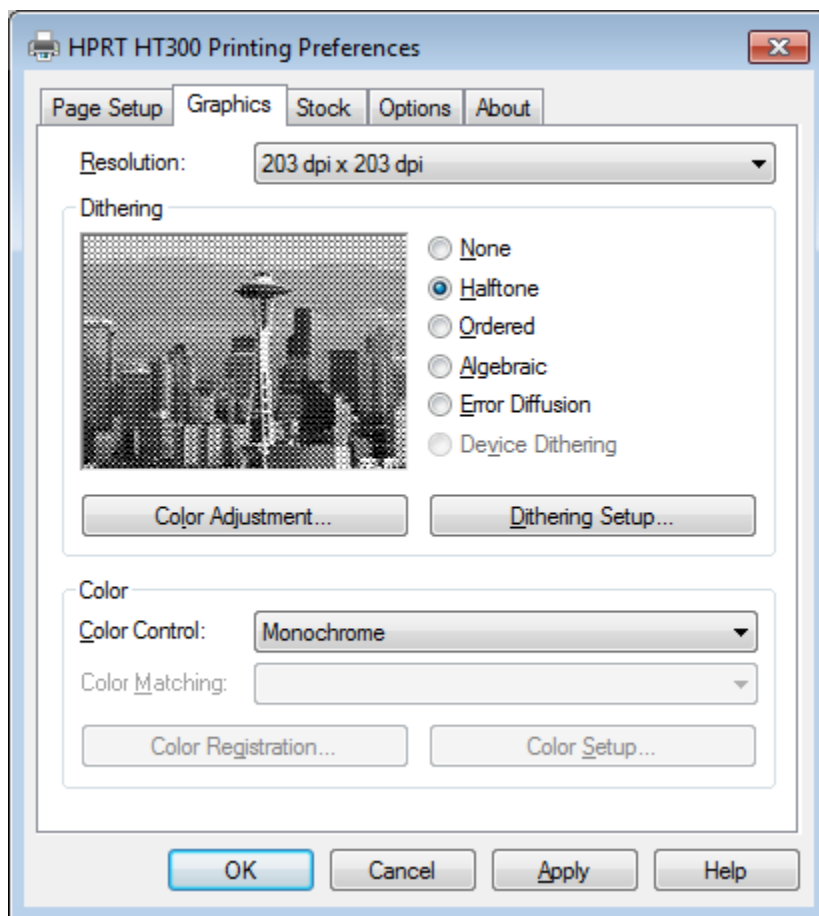 HPRT HT300 Printing Preferences
Page Setup Graphics Stock Options About
Resolution: 203 dpi x 203 dpi
Dithering
None
Halftone
Ordered
Algebraic
Error Diffusion
Device Dithering
Color Adjustment... Dithering Setup...
Color
Color Control: Monochrome
Color Matching:
Color Registration... Color Setup...
OK Cancel Apply Help